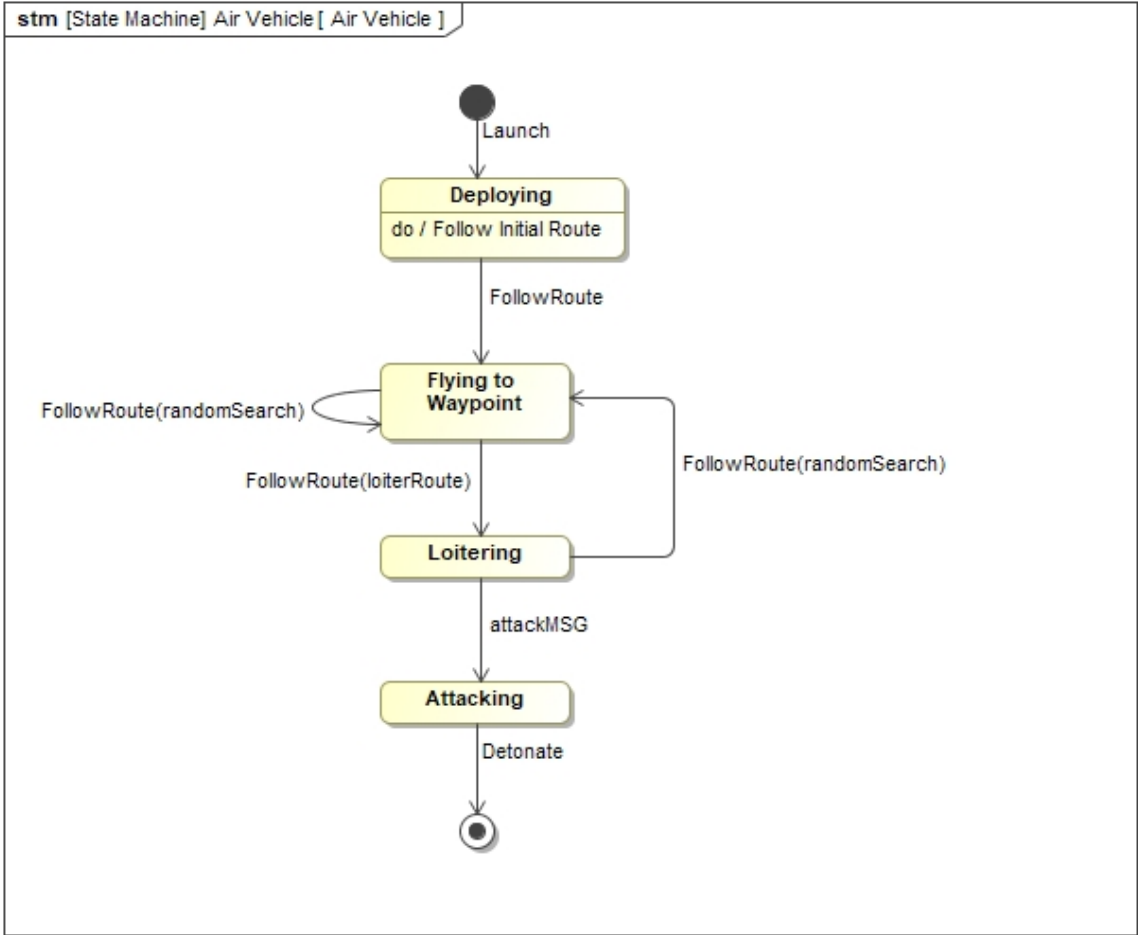 stm [State Machine] Air Vehicle[ Air Vehicle ]
Launch
Deploying
do / Follow Initial Route
FollowRoute
Flying to
Waypoint
FollowRoute(randomSearch)
FollowRoute(randomSearch)
FollowRoute(loiterRoute)
Loitering
attackMSG
Attacking
Detonate